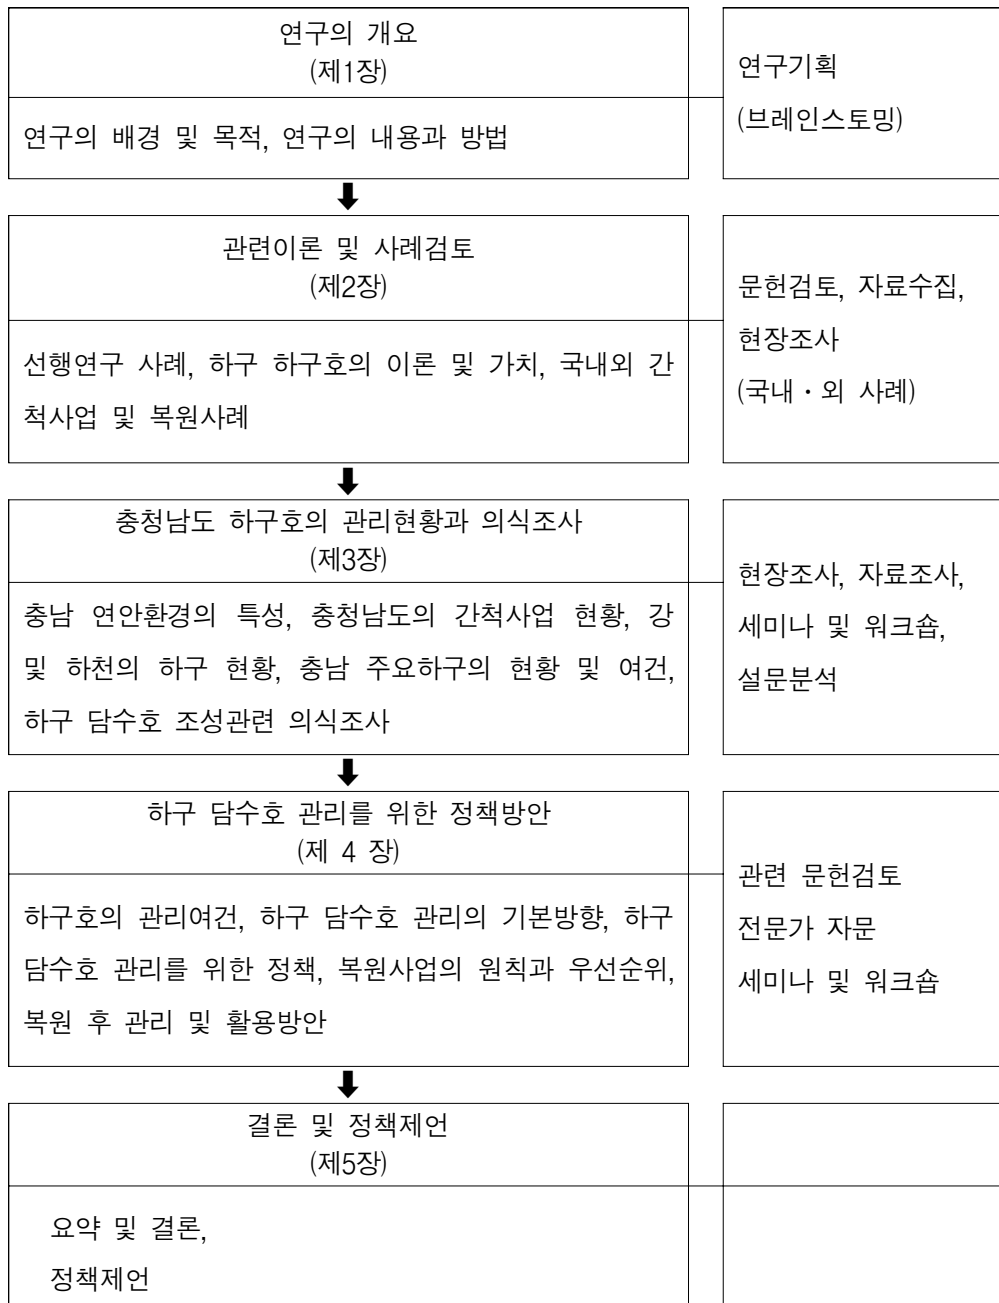 연구의 개요
(제1장)
연구의 배경 및 목적, 연구의 내용과 방법
연구기획
(브레인스토밍)
관련이론 및 사례검토
(제2장)
선행연구 사례, 하구 하구호의 이론 및 가치, 국내외 간
척사업 및 복원사례
문헌검토, 자료수집,
현장조사
(국내·외 사례)
충청남도 하구호의 관리현황과 의식조사
(제3장)
충남 연안환경의 특성, 충청남도의 간척사업 현황, 강
및 하천의 하구 현황, 충남 주요하구의 현황 및 여건,
하구 담수호 조성관련 의식조사
현장조사, 자료조사,
세미나 및 워크숍,
설문분석
하구 담수호 관리를 위한 정책방안
(제 4 장)
하구호의 관리여건, 하구 담수호 관리의 기본방향, 하구
담수호 관리를 위한 정책, 복원사업의 원칙과 우선순위,
복원 후 관리 및 활용방안
관련 문헌검토
전문가 자문
세미나 및 워크숍
결론 및 정책제언
(제5장)
요약 및 결론,
정책제언